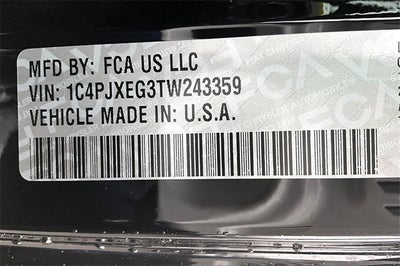 MFD BY: FCA US LLC
VIN: 1C4PJXEG3TW243359
VEHICLE MADE IN: U.S.A.